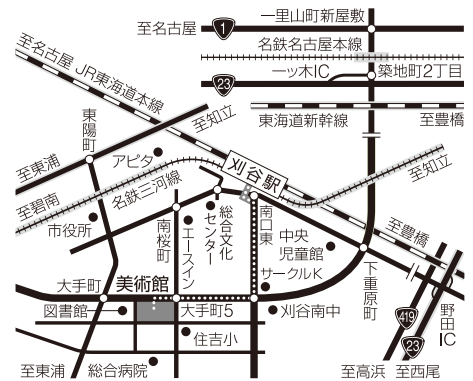 一里山町新屋敷
至名古屋
1
名鉄名古屋本線
至名古屋
JR東海道本線
一ッ木IC
築地町2丁目
23
東海道新幹線
至豊橋
東陽町
至知立
アピタ
刈谷駅
至知立
至東浦
至碧南
名鉄三河線
市役所
南桜町
エースイン
総合文化センター
南口東
中央児童館
至豊橋
サークルK
大手町
美術館
下重原町
図書館
大手町5
刈谷南中
野田IC
419
23
住吉小
至東浦
総合病院
至高浜
至西尾